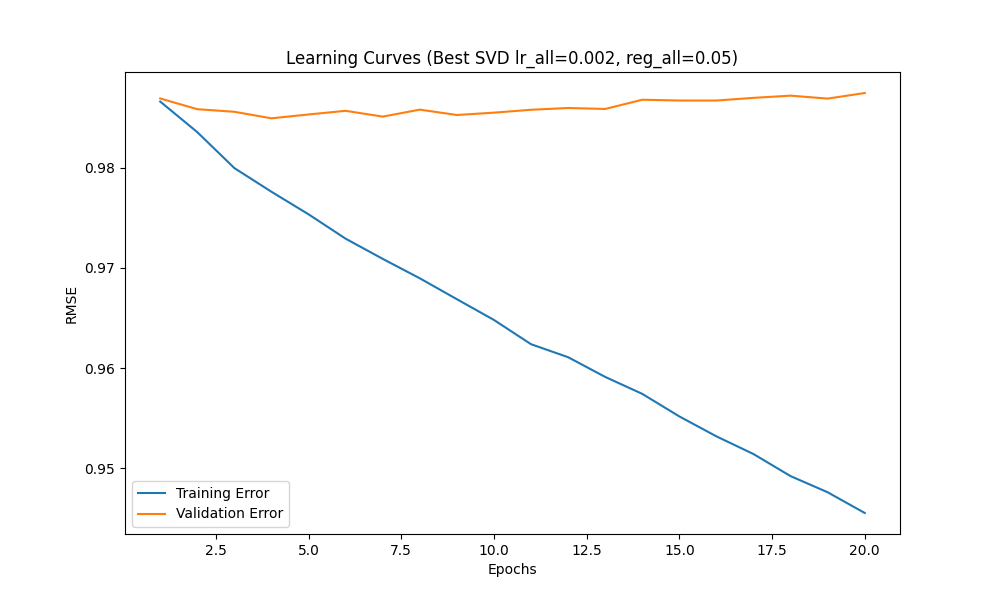 Learning Curves (Best SVD lr_all=0.002, reg_all=0.05)
RMSE
0.98
0.97
0.96
0.95
Training Error
Validation Error
2.5 5.0 7.5 10.0 12.5 15.0 17.5 20.0
Epochs